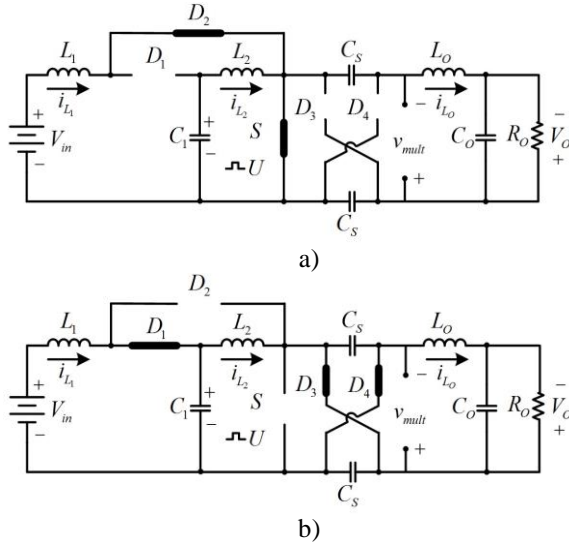 D2
L1 D1 L2 CS LO
iL1 iL2 D3 D4 iLO
+ Vin −
C1 + −
S
U
− vmult +
CO RO − VO +
CS
a)
D2
L1 D1 L2 CS LO
iL1 iL2 D3 D4 iLO
+ Vin −
C1 + −
S
U
− vmult +
CO RO − VO +
CS
b)